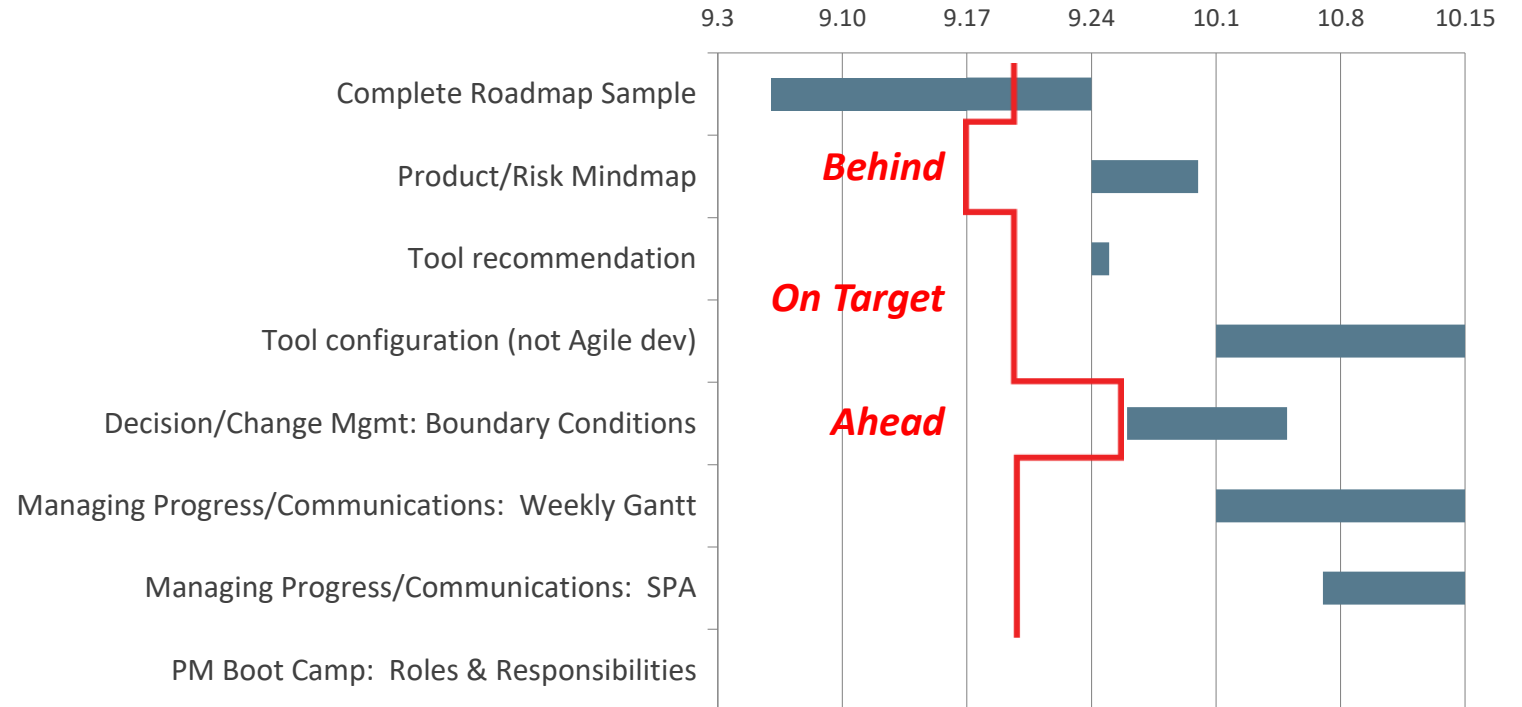 9.3 9.10 9.17 9.24 10.1 10.8 10.15
Complete Roadmap Sample
Product/Risk Mindmap
Behind
Tool recommendation
On Target
Tool configuration (not Agile dev)
Decision/Change Mgmt: Boundary Conditions
Ahead
Managing Progress/Communications:  Weekly Gantt
Managing Progress/Communications:  SPA
PM Boot Camp:  Roles & Responsibilities